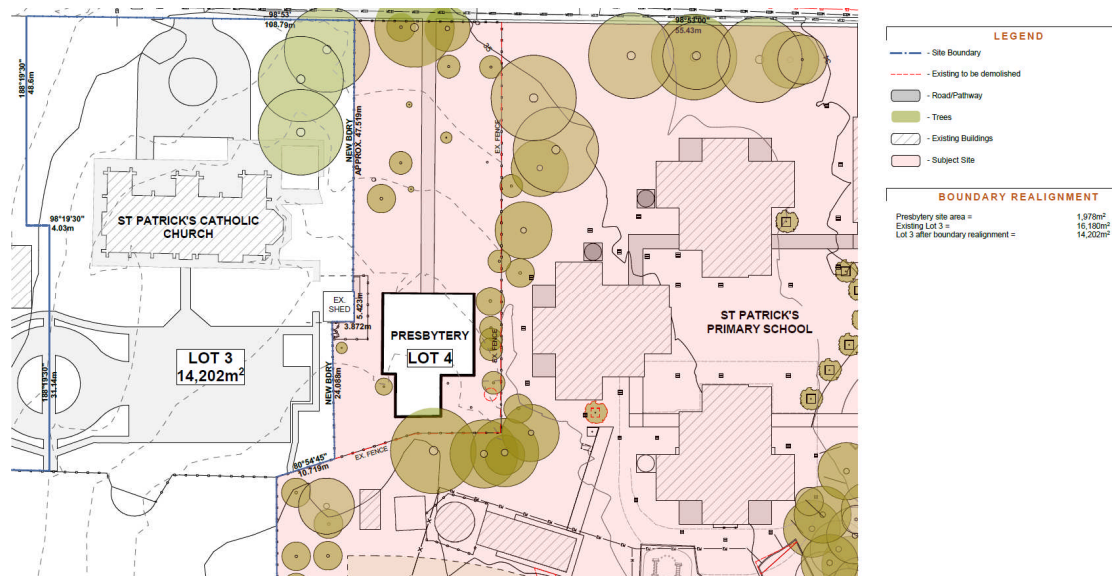 98°53'
108.79m
98°53'00"
55.43m
188°19'30"
48.6m
NEW BDRY
APPROX. 47.519m
EX. FENCE
98°19'30"
4.03m
ST PATRICK'S CATHOLIC
CHURCH
EX.
SHED
5.423m
3.872m
PRESBYTERY
LOT 4
EX. FENCE
ST PATRICK'S
PRIMARY SCHOOL
LOT 3
14,202m²
188°19'30"
31.14m
NEW BDRY
24.088m
80°54'45"
10.719m
EX. FENCE
LEGEND
- Site Boundary
- Existing to be demolished
- Road/Pathway
- Trees
- Existing Buildings
- Subject Site
BOUNDARY REALIGNMENT
Presbytery site area = 1,978m²
Existing Lot 3 = 16,180m²
Lot 3 after boundary realignment = 14,202m²